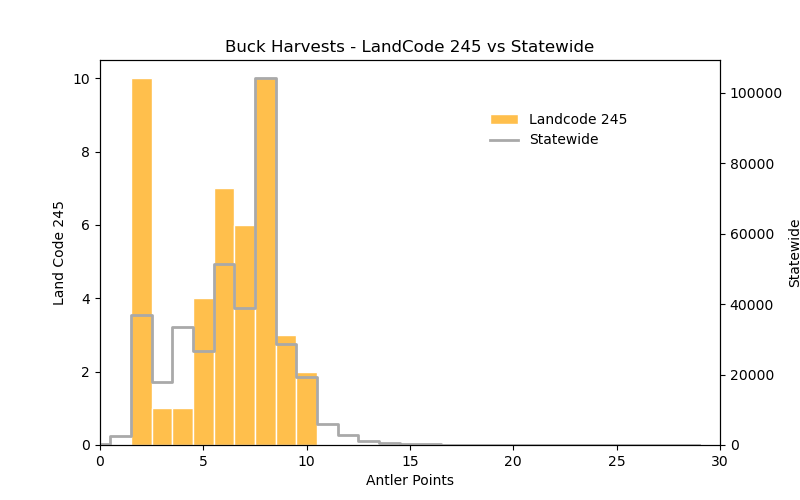 Buck Harvests - LandCode 245 vs Statewide
10
8
6
4
2
0
Land Code 245
Landcode 245
Statewide
100000
80000
60000
40000
20000
0
Statewide
0 5 10 15 20 25 30
Antler Points